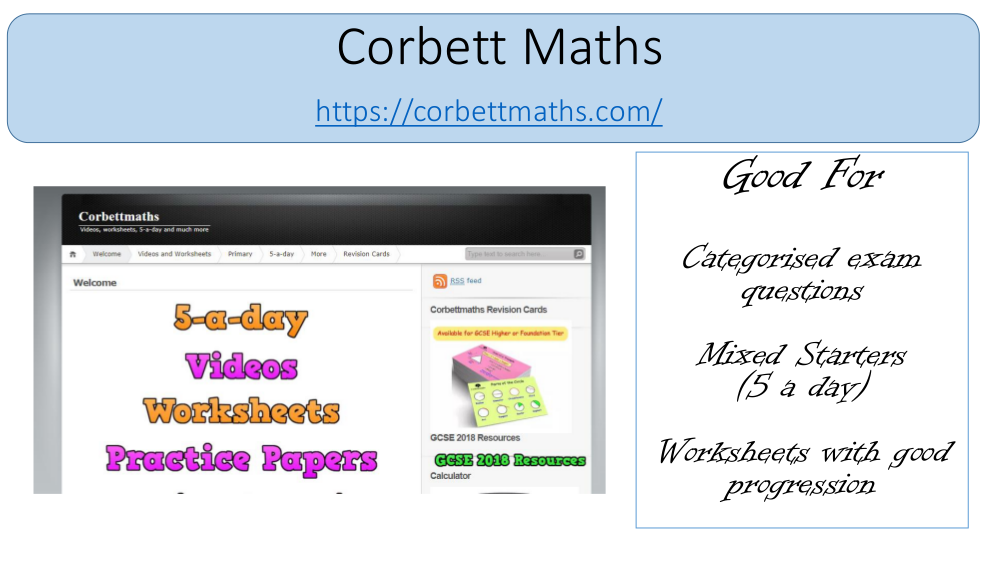 Corbett Maths
https://corbettmaths.com/
Corbettmaths
Videos, worksheets, 5-a-day and much more
Welcome
Videos and Worksheets
Primary
5-a-day
More
Revision Cards
Type text to search here...
Welcome
5-a-day
Videos
Worksheets
Practice Papers
RSS feed
Corbettmaths Revision Cards
Available for GCSE Higher or Foundation Tier
GCSE 2018 Resources
GCSE 2018 Resources
Calculator
Good For
Categorised exam
questions
Mixed Starters
(5 a day)
Worksheets with good
progression